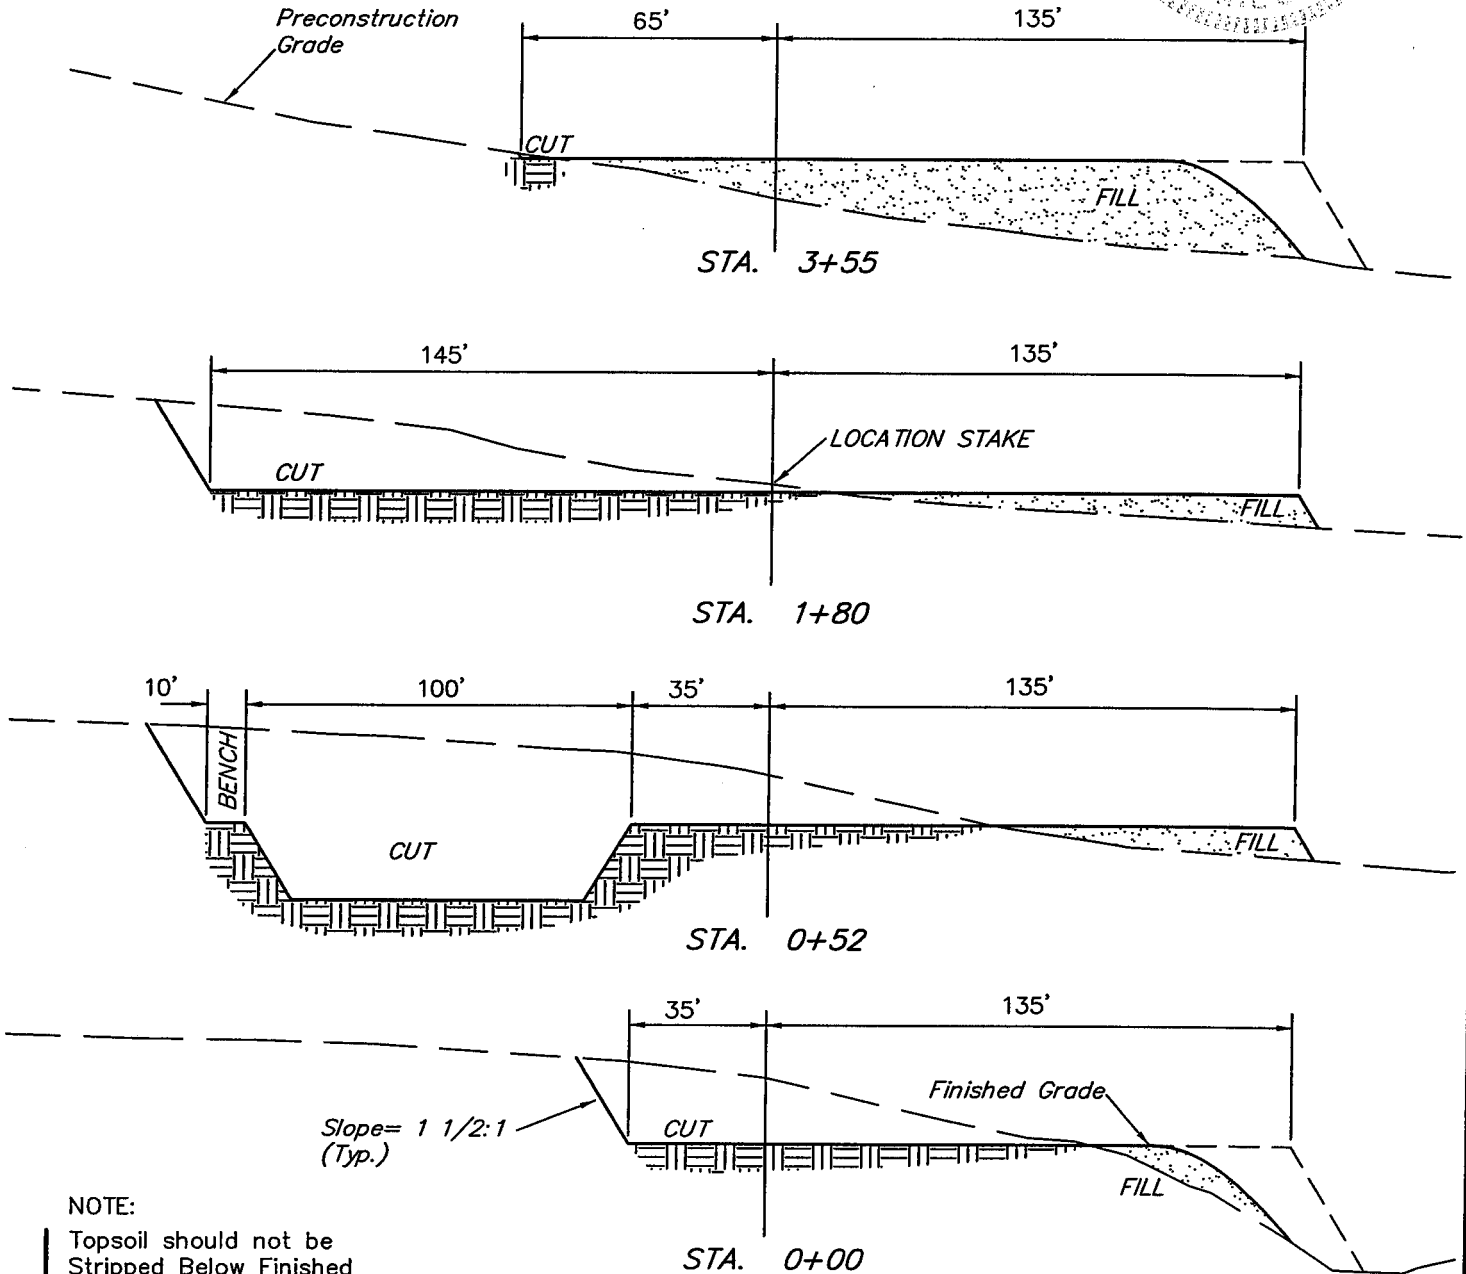 Preconstruction
Grade
65'
135'
CUT
FILL
STA. 3+55
145'
135'
LOCATION STAKE
CUT
FILL
STA. 1+80
10'
100'
35'
135'
BENCH
CUT
FILL
STA. 0+52
35'
135'
Finished Grade
Slope= 1 1/2:1
(Typ.)
CUT
FILL
NOTE:
Topsoil should not be
Stripped Below Finished
STA. 0+00